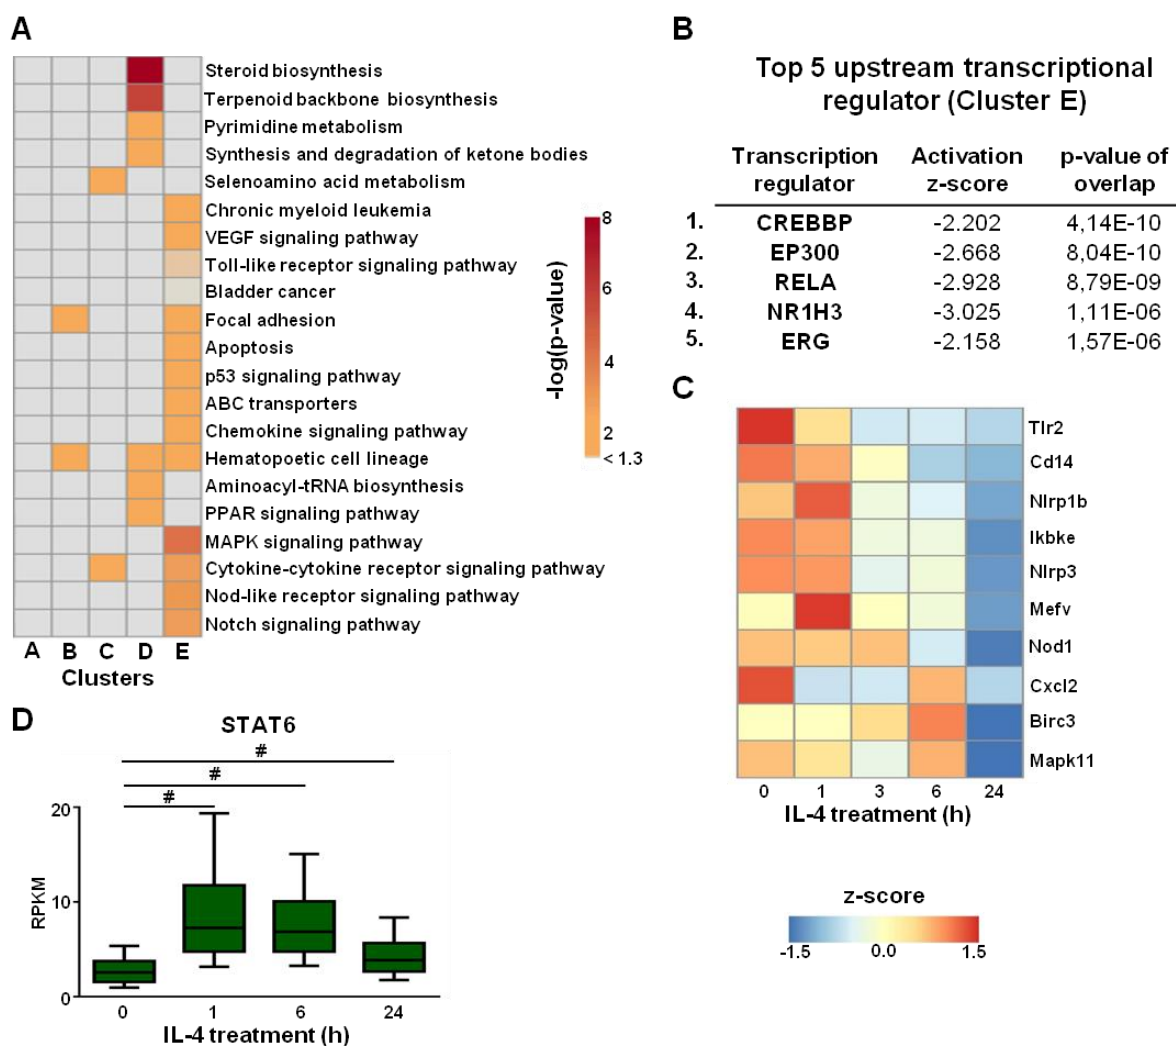 A
Steroid biosynthesis
Terpenoid backbone biosynthesis
Pyrimidine metabolism
Synthesis and degradation of ketone bodies
Selenoamino acid metabolism
Chronic myeloid leukemia
VEGF signaling pathway
Toll-like receptor signaling pathway
Bladder cancer
Focal adhesion
Apoptosis
p53 signaling pathway
ABC transporters
Chemokine signaling pathway
Hematopoetic cell lineage
Aminoacyl-tRNA biosynthesis
PPAR signaling pathway
MAPK signaling pathway
Cytokine-cytokine receptor signaling pathway
Nod-like receptor signaling pathway
Notch signaling pathway
A B C D E
Clusters
-log(p-value)
8
6
4
2
< 1.3
B
Top 5 upstream transcriptional
regulator (Cluster E)
Transcription Activation p-value of
regulator z-score overlap
1. CREBBP -2.202 4,14E-10
2. EP300 -2.668 8,04E-10
3. RELA -2.928 8,79E-09
4. NR1H3 -3.025 1,11E-06
5. ERG -2.158 1,57E-06
C
Tlr2
Cd14
Nlrp1b
Ikbke
Nlrp3
Mefv
Nod1
Cxcl2
Birc3
Mapk11
0 1 3 6 24
IL-4 treatment (h)
z-score
-1.5 0.0 1.5
D
STAT6
#
#
#
RPKM
20
10
0
0 1 6 24
IL-4 treatment (h)